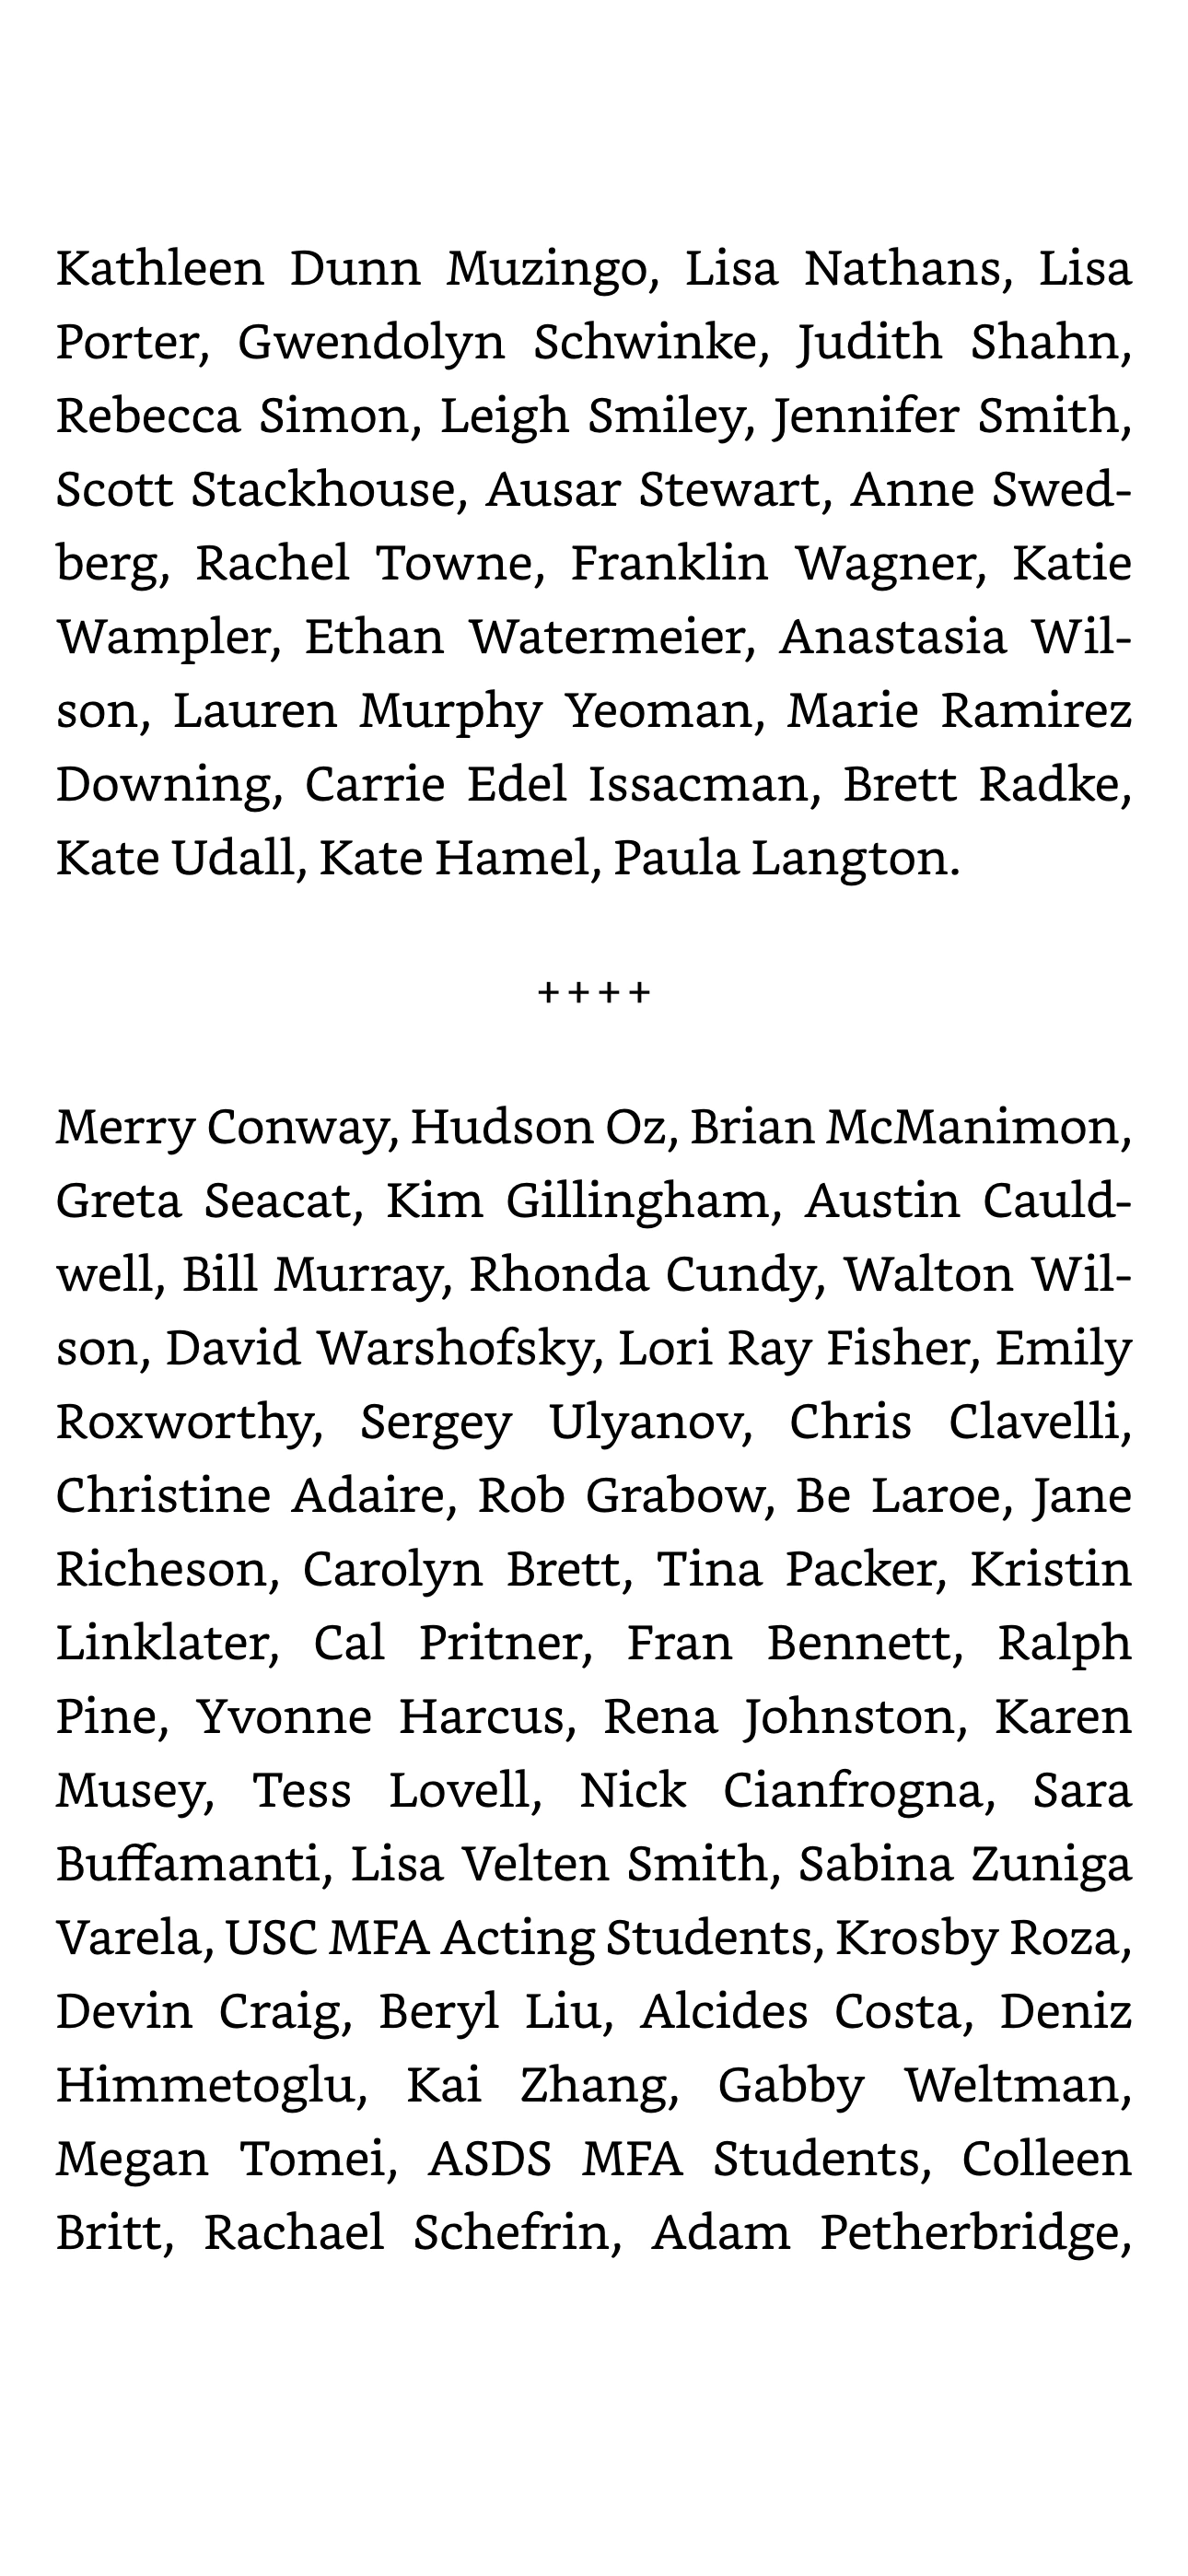 Kathleen Dunn Muzingo, Lisa Nathans, Lisa
Porter, Gwendolyn Schwinke, Judith Shahn,
Rebecca Simon, Leigh Smiley, Jennifer Smith,
Scott Stackhouse, Ausar Stewart, Anne Swed-
berg, Rachel Towne, Franklin Wagner, Katie
Wampler, Ethan Watermeier, Anastasia Wil-
son, Lauren Murphy Yeoman, Marie Ramirez
Downing, Carrie Edel Issacman, Brett Radke,
Kate Udall, Kate Hamel, Paula Langton.
++++
Merry Conway, Hudson Oz, Brian McManimon,
Greta Seacat, Kim Gillingham, Austin Cauld-
well, Bill Murray, Rhonda Cundy, Walton Wil-
son, David Warshofsky, Lori Ray Fisher, Emily
Roxworthy, Sergey Ulyanov, Chris Clavelli,
Christine Adaire, Rob Grabow, Be Laroe, Jane
Richeson, Carolyn Brett, Tina Packer, Kristin
Linklater, Cal Pritner, Fran Bennett, Ralph
Pine, Yvonne Harcus, Rena Johnston, Karen
Musey, Tess Lovell, Nick Cianfrogna, Sara
Buffamanti, Lisa Velten Smith, Sabina Zuniga
Varela, USC MFA Acting Students, Krosby Roza,
Devin Craig, Beryl Liu, Alcides Costa, Deniz
Himmetoglu, Kai Zhang, Gabby Weltman,
Megan Tomei, ASDS MFA Students, Colleen
Britt, Rachael Schefrin, Adam Petherbridge,